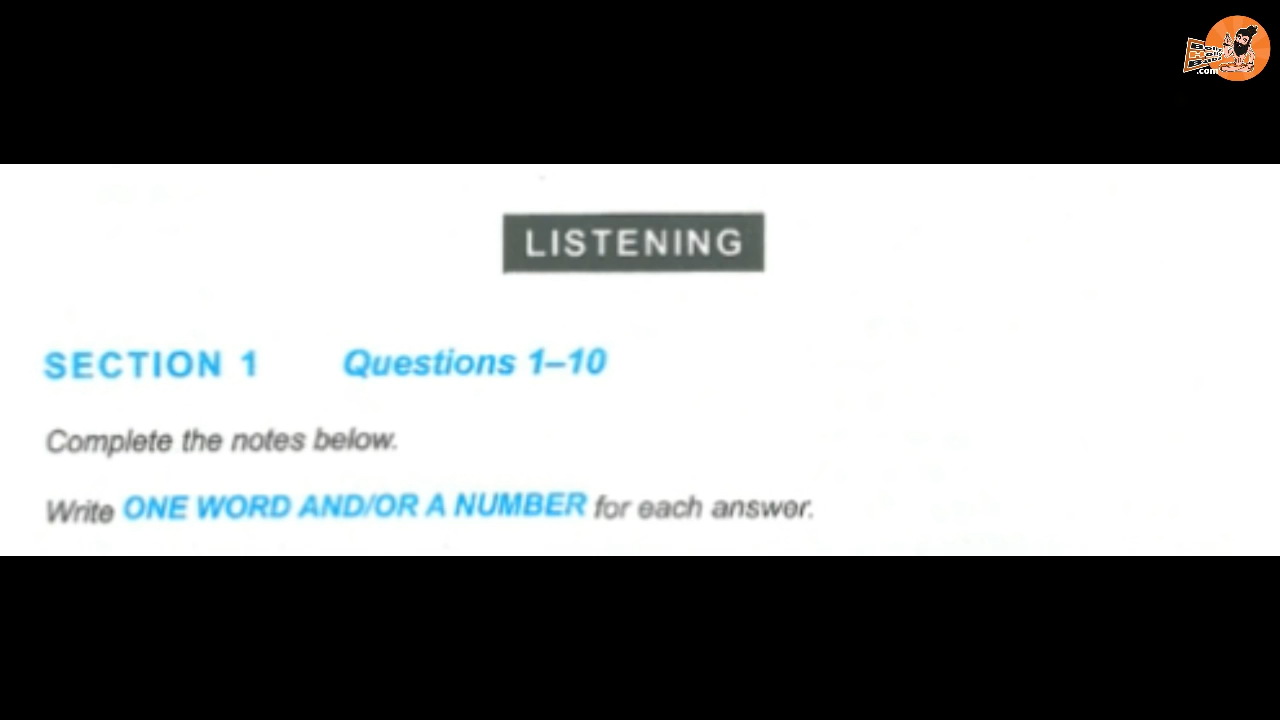 .com
LISTENING
SECTION 1 Questions 1–10
Complete the notes below.
Write ONE WORD AND/OR A NUMBER for each answer.